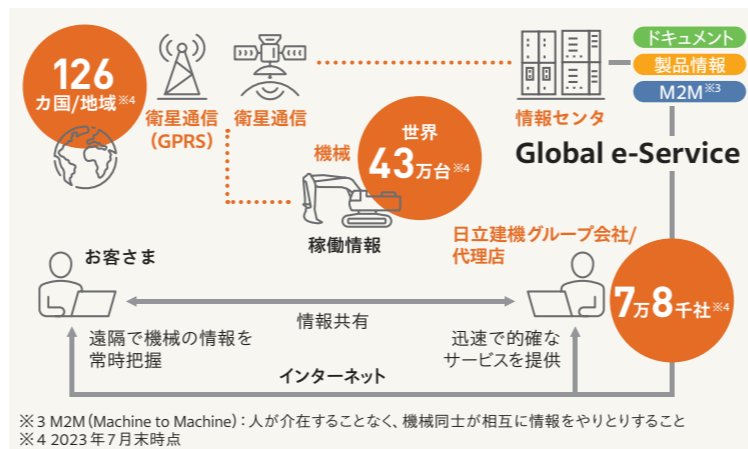 126
カ国/地域※4
衛星通信
(GPRS)
衛星通信
情報センタ
ドキュメント
製品情報
M2M※3
Global e-Service
機械
世界
43万台※4
稼働情報
お客さま
日立建機グループ会社/
代理店
7万8千社※4
情報共有
遠隔で機械の情報を
常時把握
迅速で的確な
サービスを提供
インターネット
※3 M2M(Machine to Machine):人が介在することなく、機械同士が相互に情報をやりとりすること
※4 2023年7月末時点